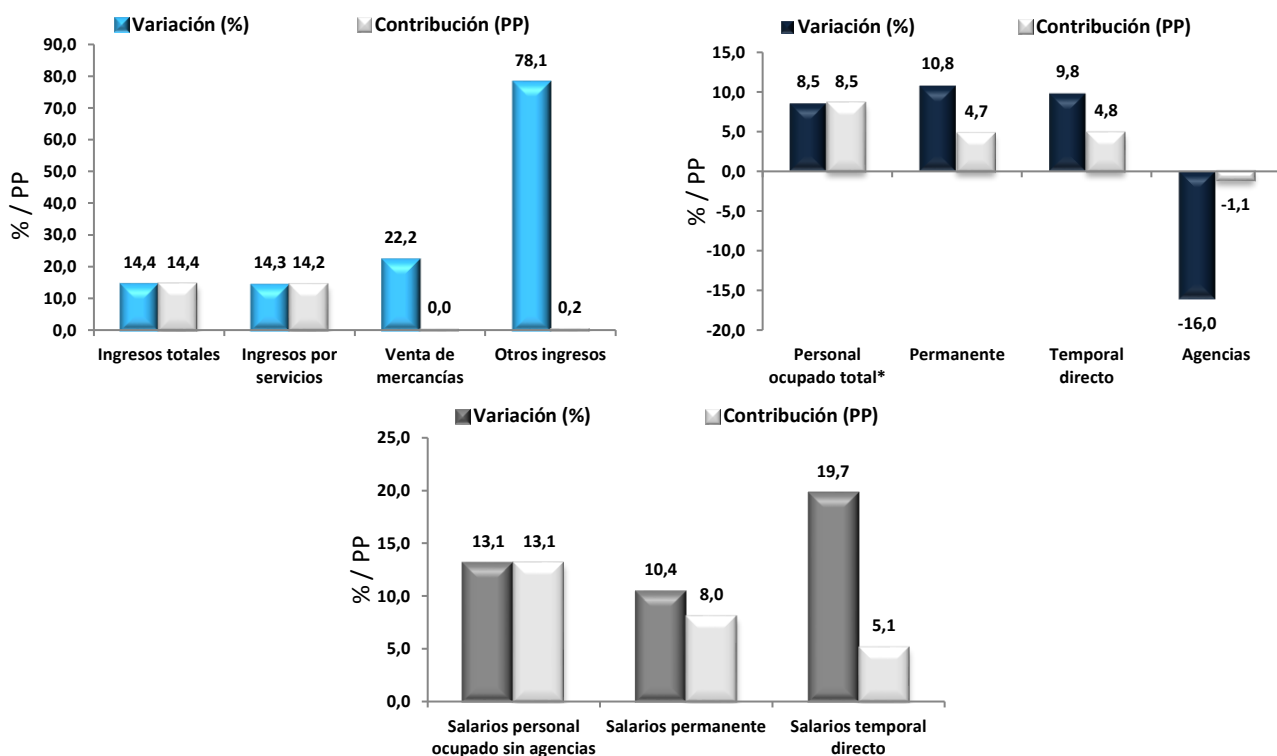 Variación (%) Contribución (PP)
90,0
80,0
70,0
60,0
50,0
40,0
30,0
20,0
10,0
0,0
% / PP
14,4 14,4
14,3 14,2
22,2
0,0
78,1
0,2
Ingresos totales
Ingresos por
servicios
Venta de
mercancías
Otros ingresos
Variación (%) Contribución (PP)
15,0
10,0
5,0
0,0
-5,0
-10,0
-15,0
-20,0
% / PP
8,5 8,5
10,8
4,7
9,8
4,8
-16,0
-1,1
Personal
ocupado total*
Permanente
Temporal
directo
Agencias
Variación (%) Contribución (PP)
25,0
20,0
15,0
10,0
5,0
0,0
% / PP
13,1 13,1
10,4
8,0
19,7
5,1
Salarios personal
ocupado sin agencias
Salarios permanente
Salarios temporal
directo